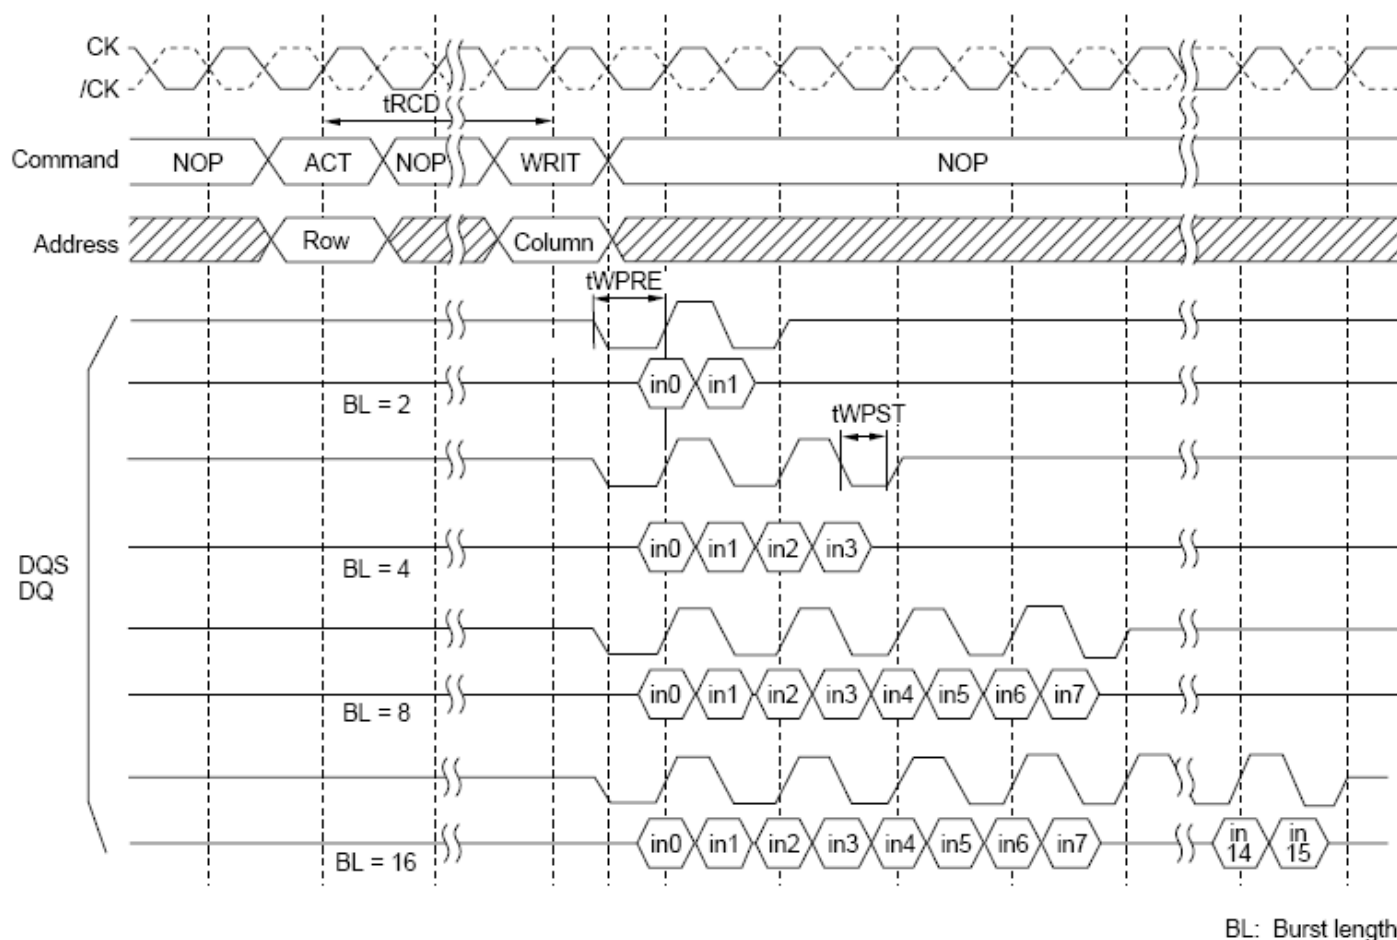 CK
/CK
tRCD
Command NOP ACT NOP WRIT NOP
Address Row Column
tWPRE
in0 in1
BL = 2
tWPST
in0 in1 in2 in3
BL = 4
DQS
DQ
in0 in1 in2 in3 in4 in5 in6 in7
BL = 8
in0 in1 in2 in3 in4 in5 in6 in7 in 14 in 15
BL = 16
BL: Burst length